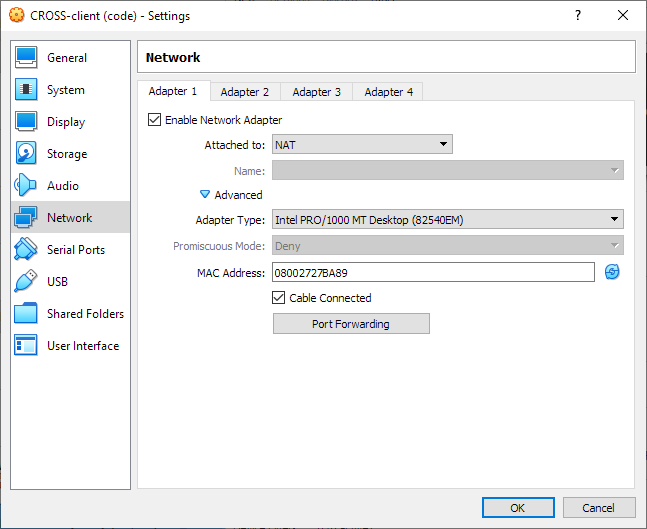 CROSS-client (code) - Settings
?
General
System
Display
Storage
Audio
Network
Serial Ports
USB
Shared Folders
User Interface
Network
Adapter 1 Adapter 2 Adapter 3 Adapter 4
Enable Network Adapter
Attached to: NAT
Name:
Advanced
Adapter Type: Intel PRO/1000 MT Desktop (82540EM)
Promiscuous Mode: Deny
MAC Address: 08002727BA89
Cable Connected
Port Forwarding
OK Cancel